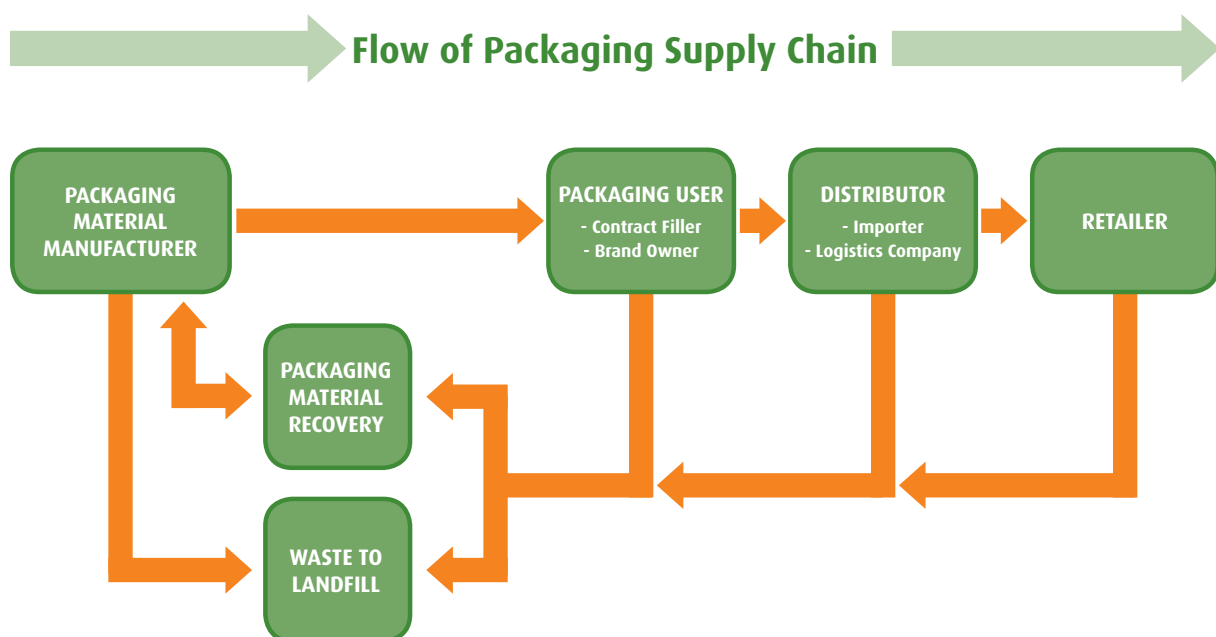 Flow of Packaging Supply Chain
PACKAGING
MATERIAL
MANUFACTURER
PACKAGING USER
- Contract Filler
- Brand Owner
DISTRIBUTOR
- Importer
- Logistics Company
RETAILER
PACKAGING
MATERIAL
RECOVERY
WASTE TO
LANDFILL